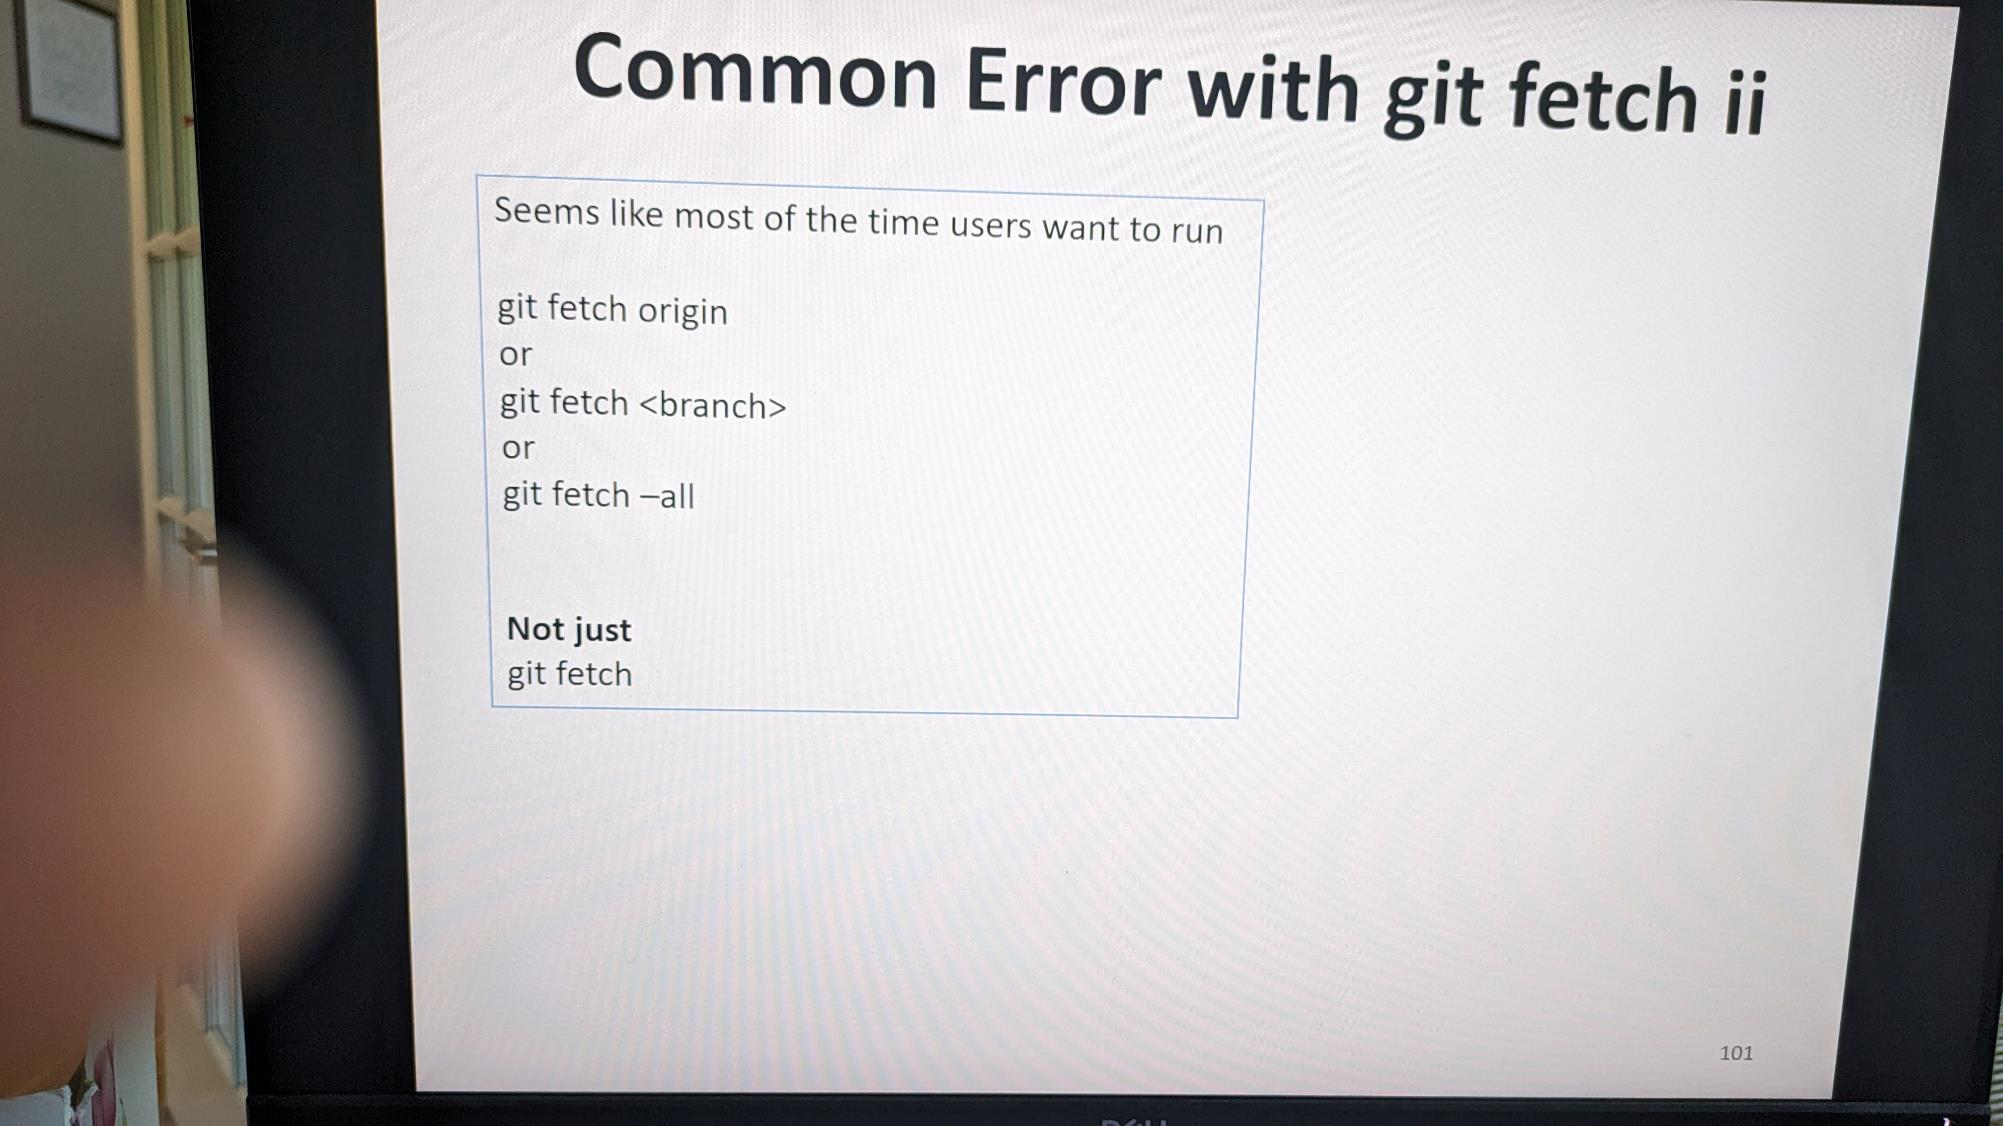 Common Error with git fetch ii
Seems like most of the time users want to run
git fetch origin
or
git fetch <branch>
or
git fetch –all
Not just
git fetch
101